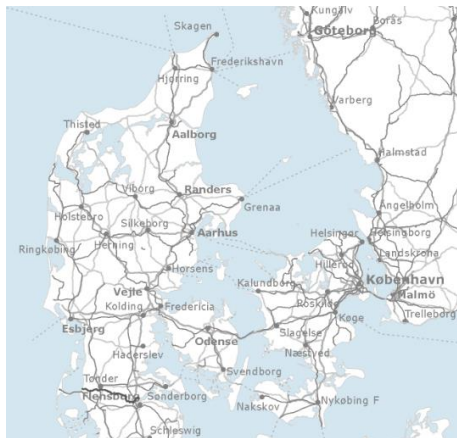 Kungälv
Borås
Göteborg
Skagen
Frederikshavn
Hjørring
Varberg
Thisted
Aalborg
Halmstad
Viborg
Randers
Grenaa
Ängelholm
Holstebro
Silkeborg
Aarhus
Helsingør
Helsingborg
Herning
Ringkøbing
Hillerød
Landskrona
Horsens
Kalundborg
København
Vejle
Roskilde
Malmö
Kolding
Fredericia
Køge
Trelleborg
Esbjerg
Odense
Slagelse
Haderslev
Næstved
Svendborg
Tønder
Flensburg
Sønderborg
Nakskov
Nykøbing F
Schleswig